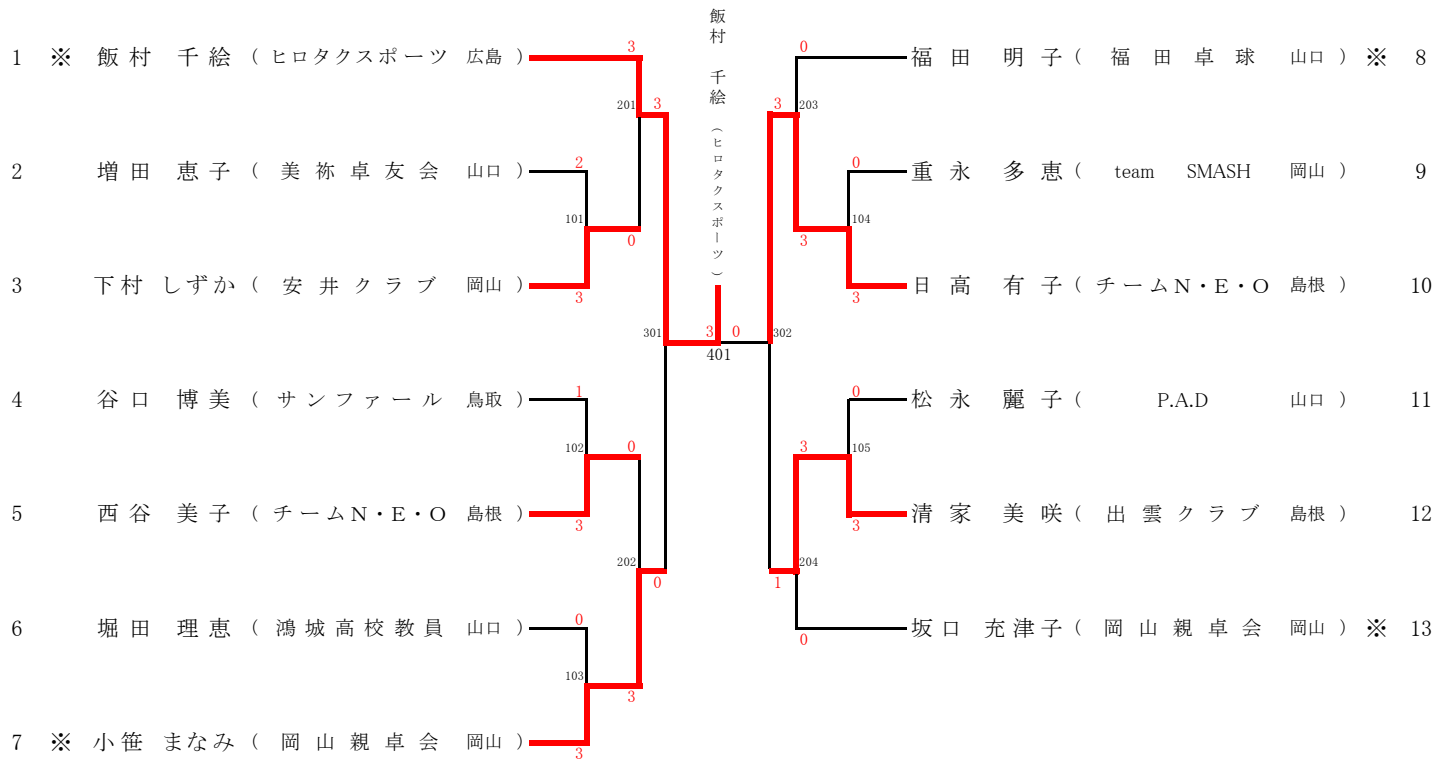 飯村 千絵 (ヒロタクスポーツ)
1 ※ 飯村 千絵 ( ヒロタクスポーツ 広島 )
3
201 3
2 増田 恵子 ( 美祢卓友会 山口 )
2
101
0
3 下村 しずか ( 安井クラブ 岡山 )
3
301
4 谷口 博美 ( サンファール 鳥取 )
1
102 0
5 西谷 美子 ( チームN・E・O 島根 )
3
202
0
6 堀田 理恵 ( 鴻城高校教員 山口 )
0
103
3
7 ※ 小笹 まなみ ( 岡山親卓会 岡山 )
3
3 0
401
0
福田 明子 ( 福田卓球 山口 ) ※ 8
3 203
0
重永 多恵 ( team SMASH 岡山 ) 9
104
3
日高 有子 ( チームN・E・O 島根 ) 10
3
302
0
松永 麗子 ( P.A.D 山口 ) 11
3 105
清家 美咲 ( 出雲クラブ 島根 ) 12
3
204
1
坂口 充津子 ( 岡山親卓会 岡山 ) ※ 13
0